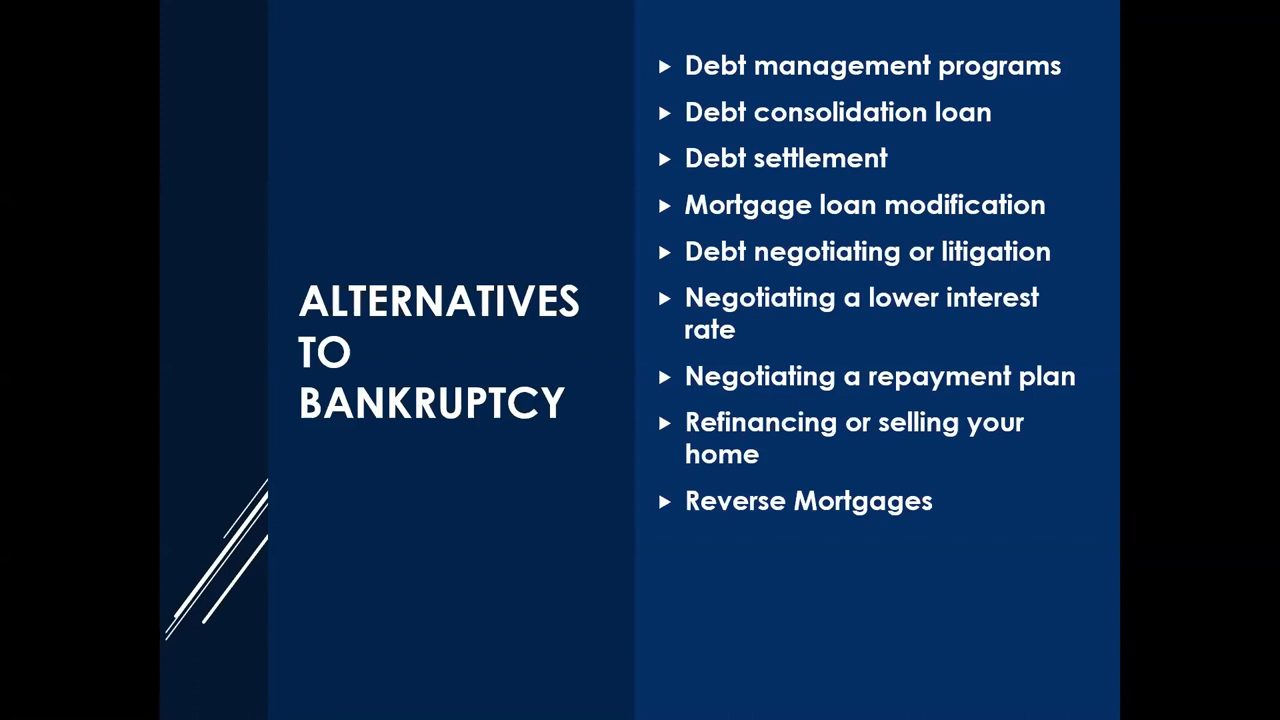 ALTERNATIVES
TO
BANKRUPTCY
Debt management programs
Debt consolidation loan
Debt settlement
Mortgage loan modification
Debt negotiating or litigation
Negotiating a lower interest
rate
Negotiating a repayment plan
Refinancing or selling your
home
Reverse Mortgages